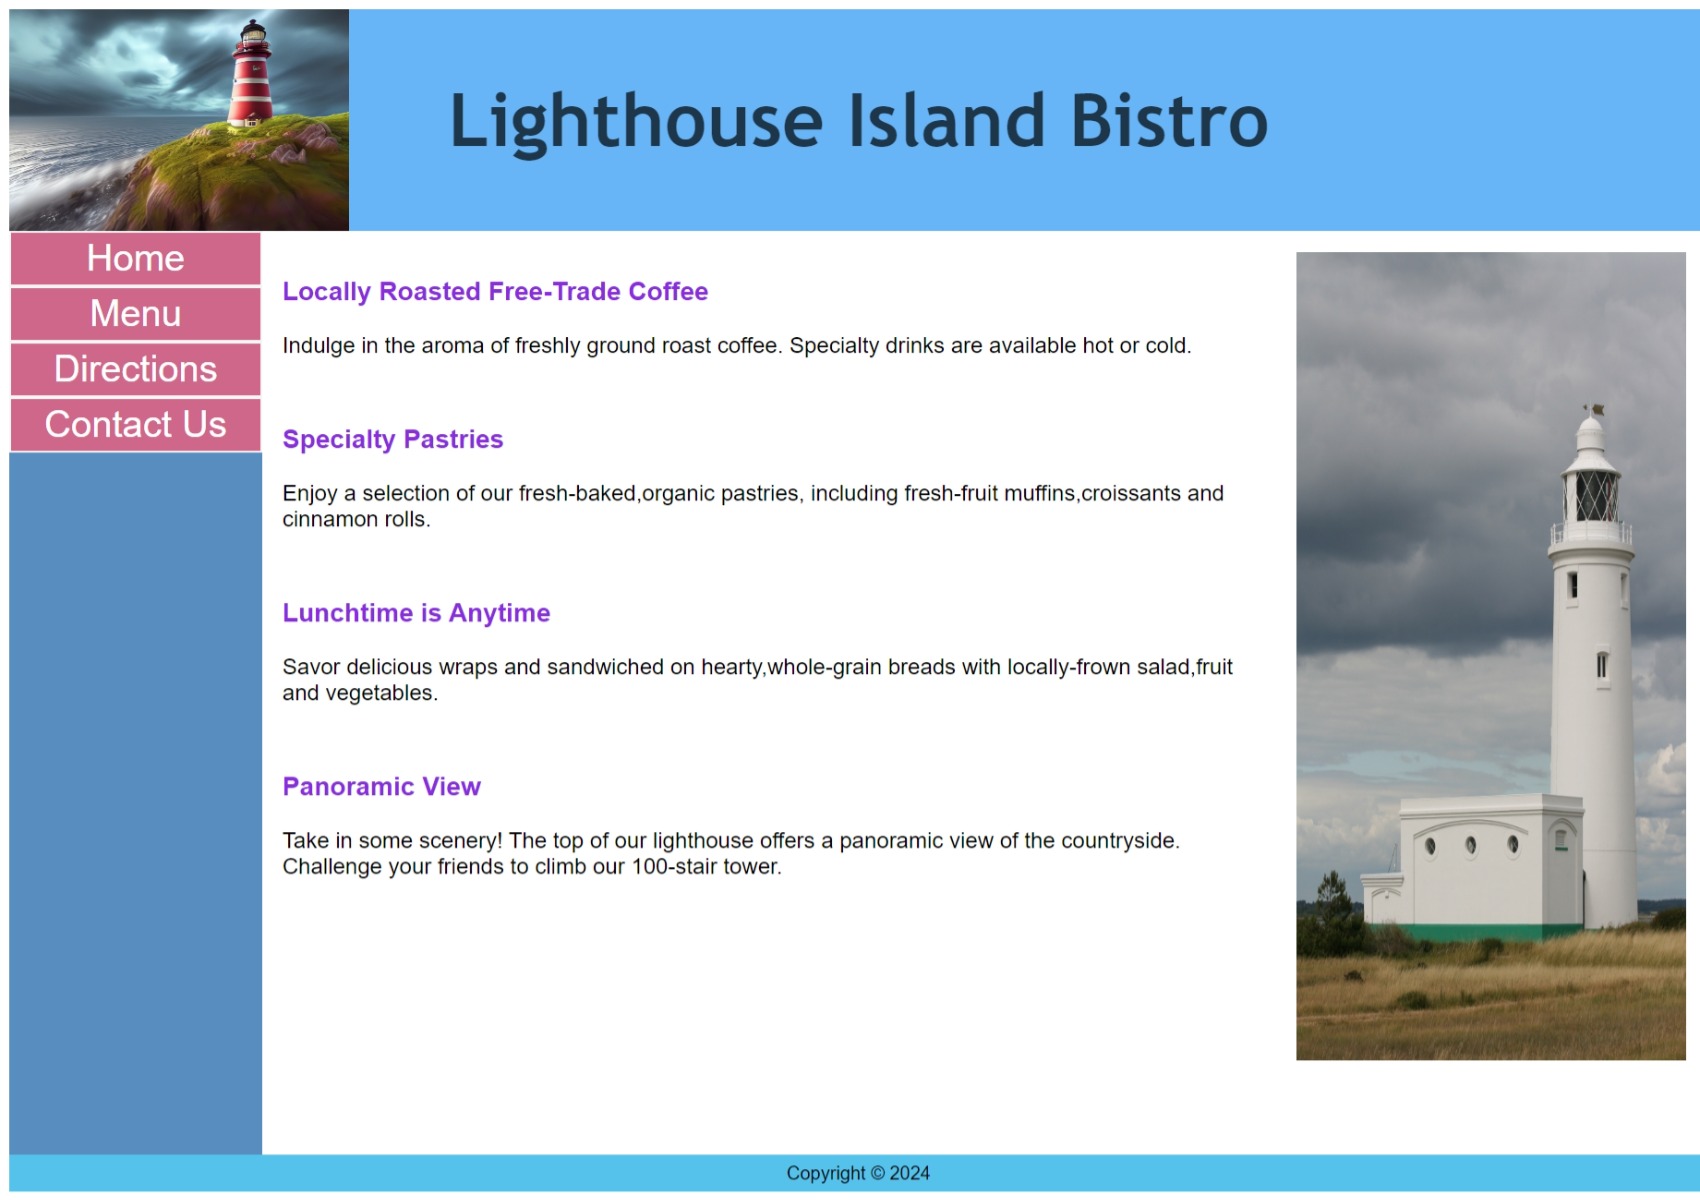 Lighthouse Island Bistro
Home
Menu
Directions
Contact Us
Locally Roasted Free-Trade Coffee
Indulge in the aroma of freshly ground roast coffee. Specialty drinks are available hot or cold.
Specialty Pastries
Enjoy a selection of our fresh-baked,organic pastries, including fresh-fruit muffins,croissants and
cinnamon rolls.
Lunchtime is Anytime
Savor delicious wraps and sandwiched on hearty,whole-grain breads with locally-frown salad,fruit
and vegetables.
Panoramic View
Take in some scenery! The top of our lighthouse offers a panoramic view of the countryside.
Challenge your friends to climb our 100-stair tower.
Copyright © 2024